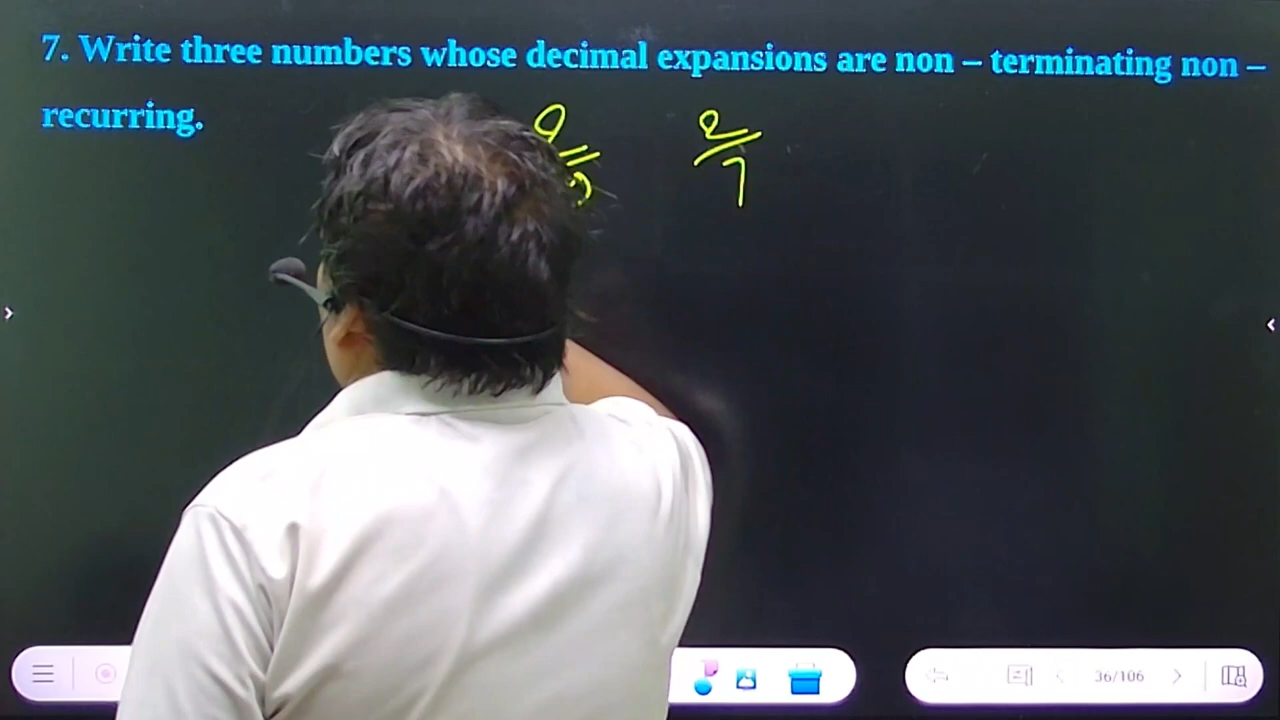 7. Write three numbers whose decimal expansions are non – terminating non –
recurring.
2
7
36/106